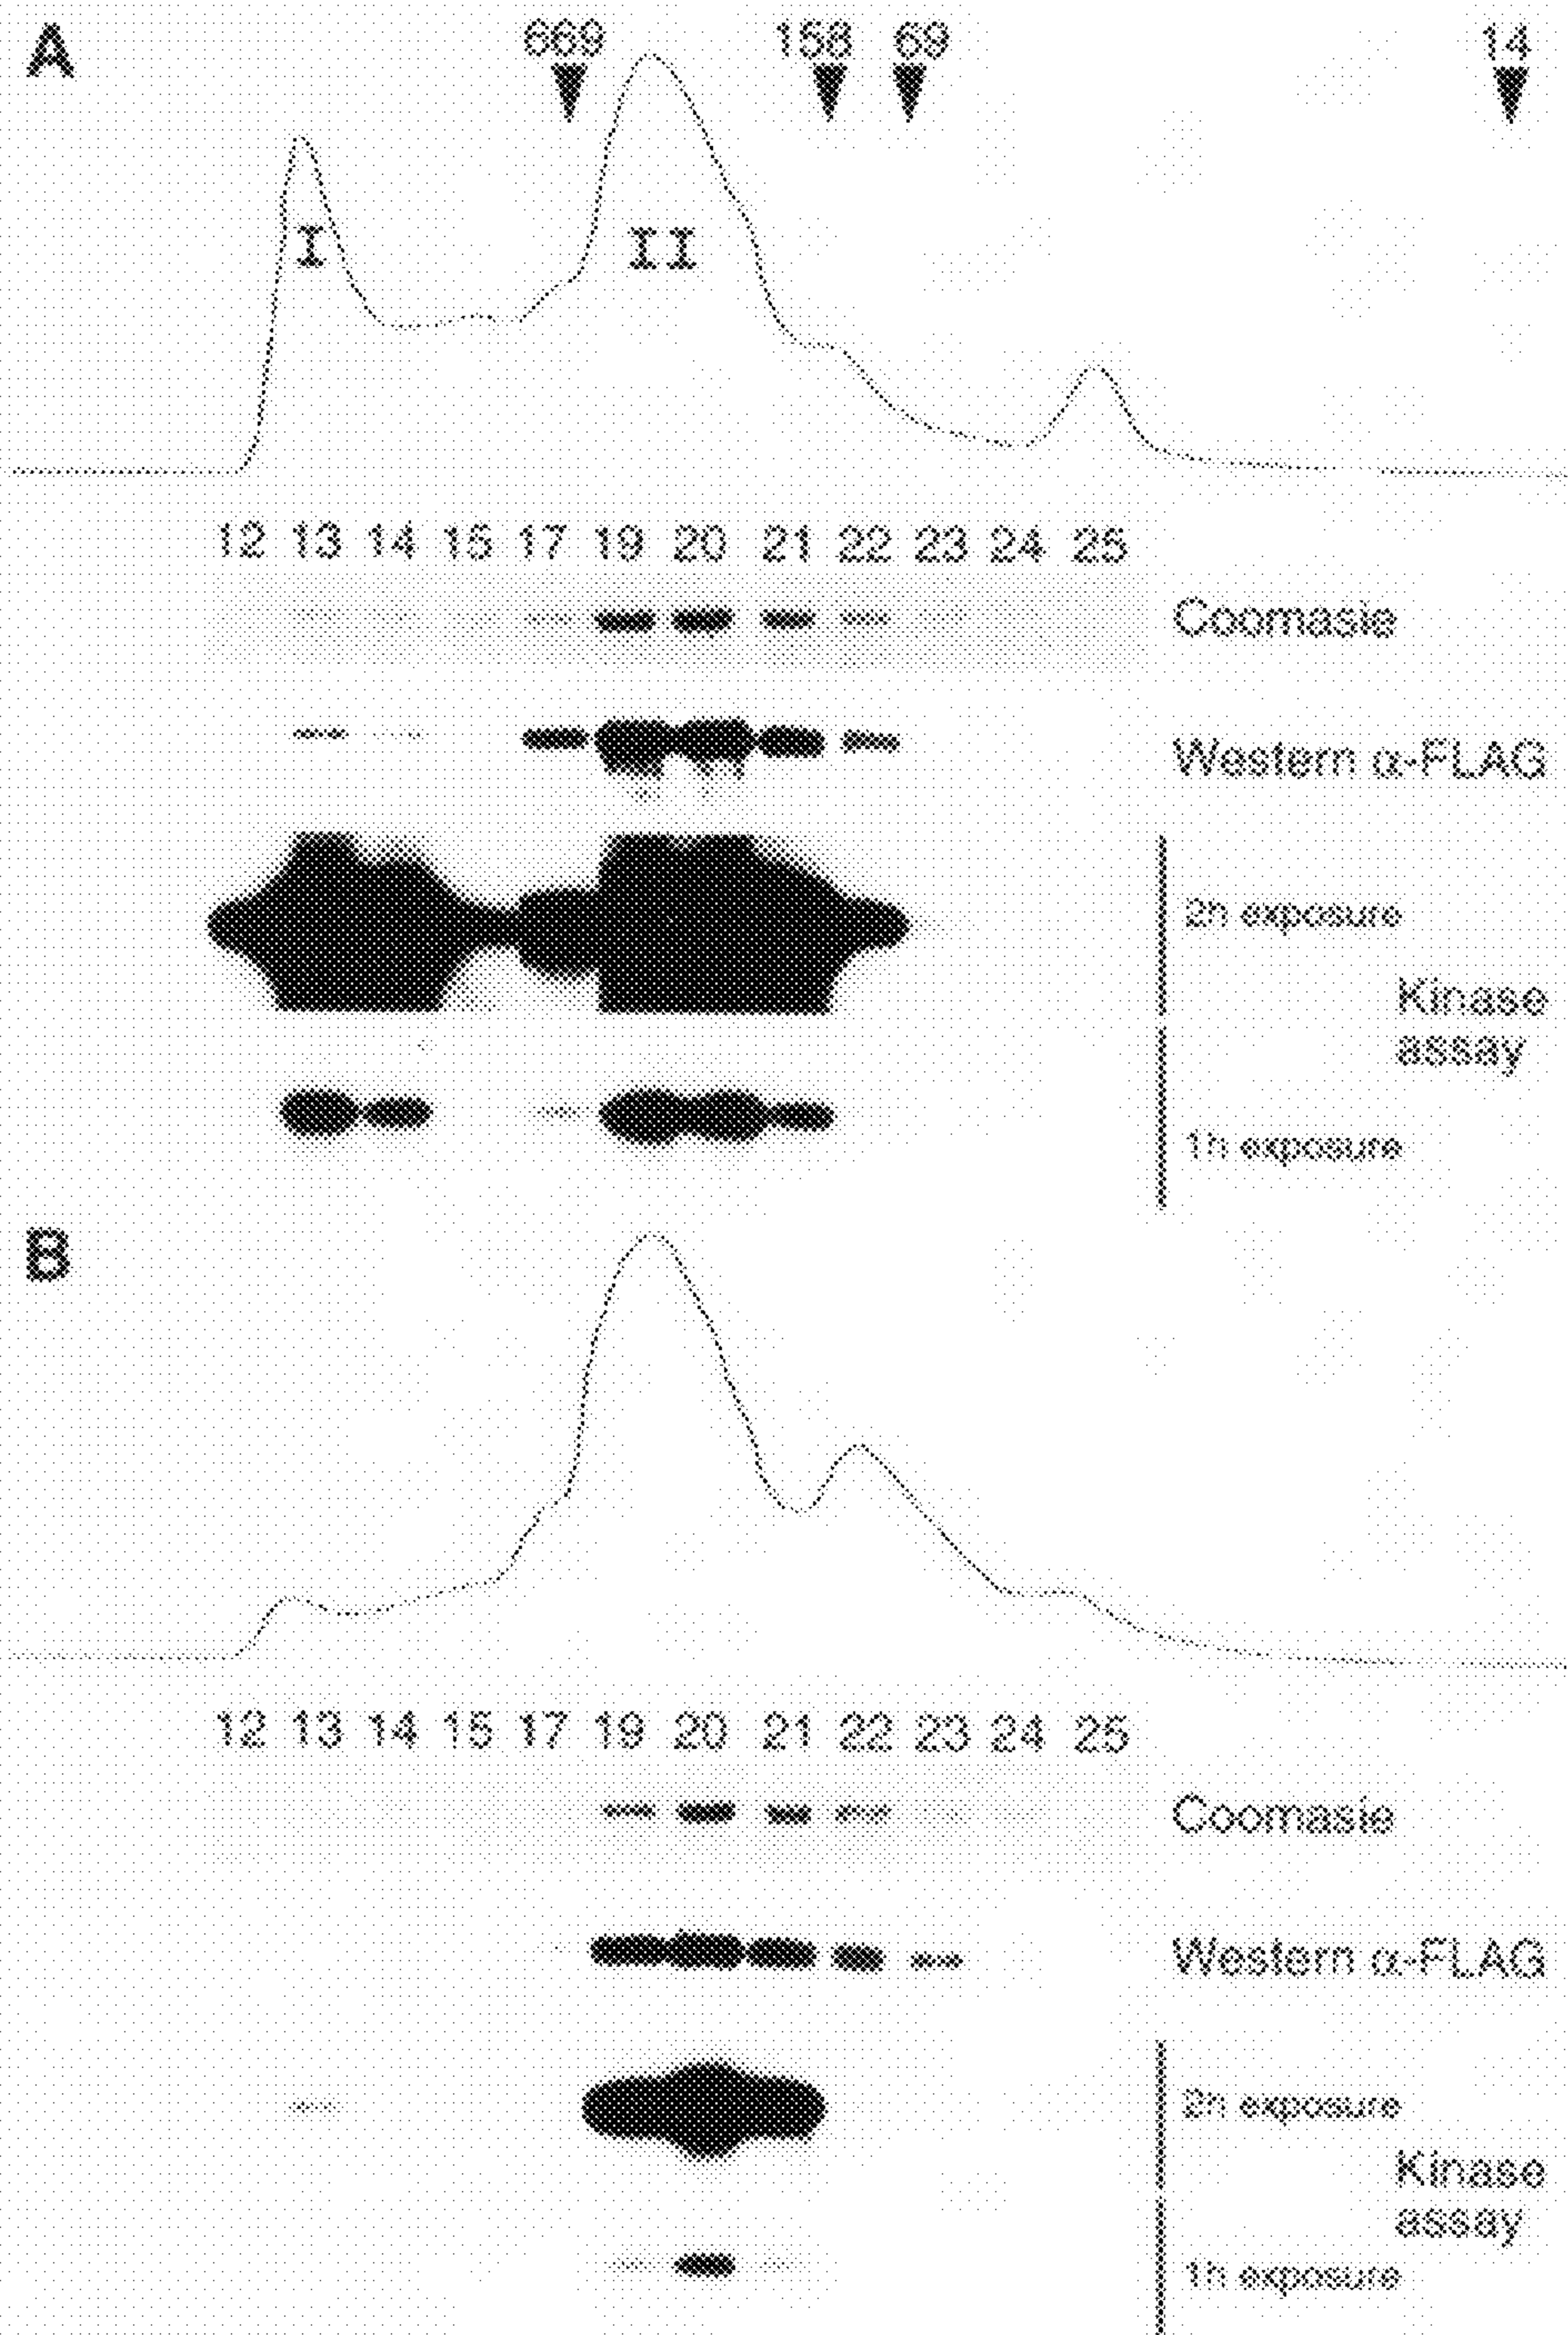 A 669 158 69 14
I II
12 13 14 15 17 19 20 21 22 23 24 25
Coomasie
Western α-FLAG
2h exposure
Kinase
assay
1h exposure
B
12 13 14 15 17 19 20 21 22 23 24 25
Coomasie
Western α-FLAG
2h exposure
Kinase
assay
1h exposure